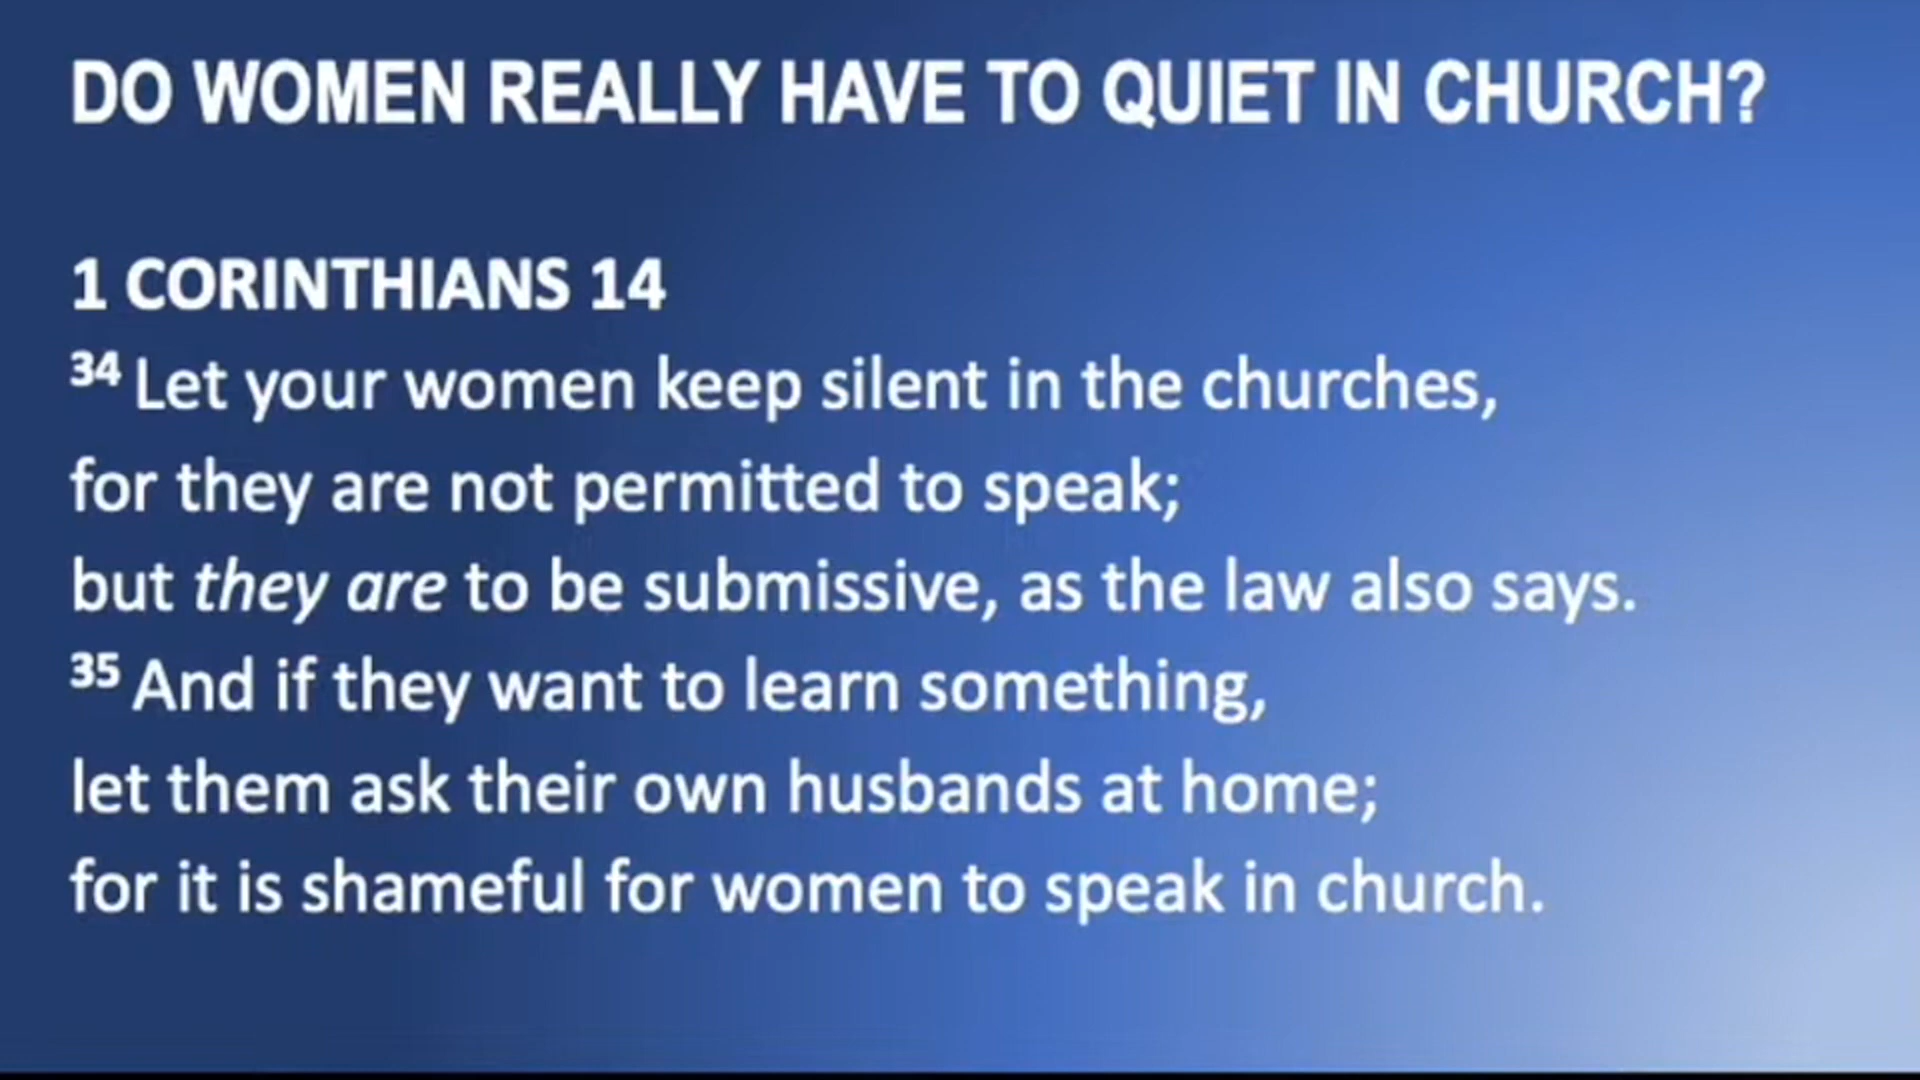 DO WOMEN REALLY HAVE TO QUIET IN CHURCH?
1 CORINTHIANS 14
34 Let your women keep silent in the churches,
for they are not permitted to speak;
but they are to be submissive, as the law also says.
35 And if they want to learn something,
let them ask their own husbands at home;
for it is shameful for women to speak in church.